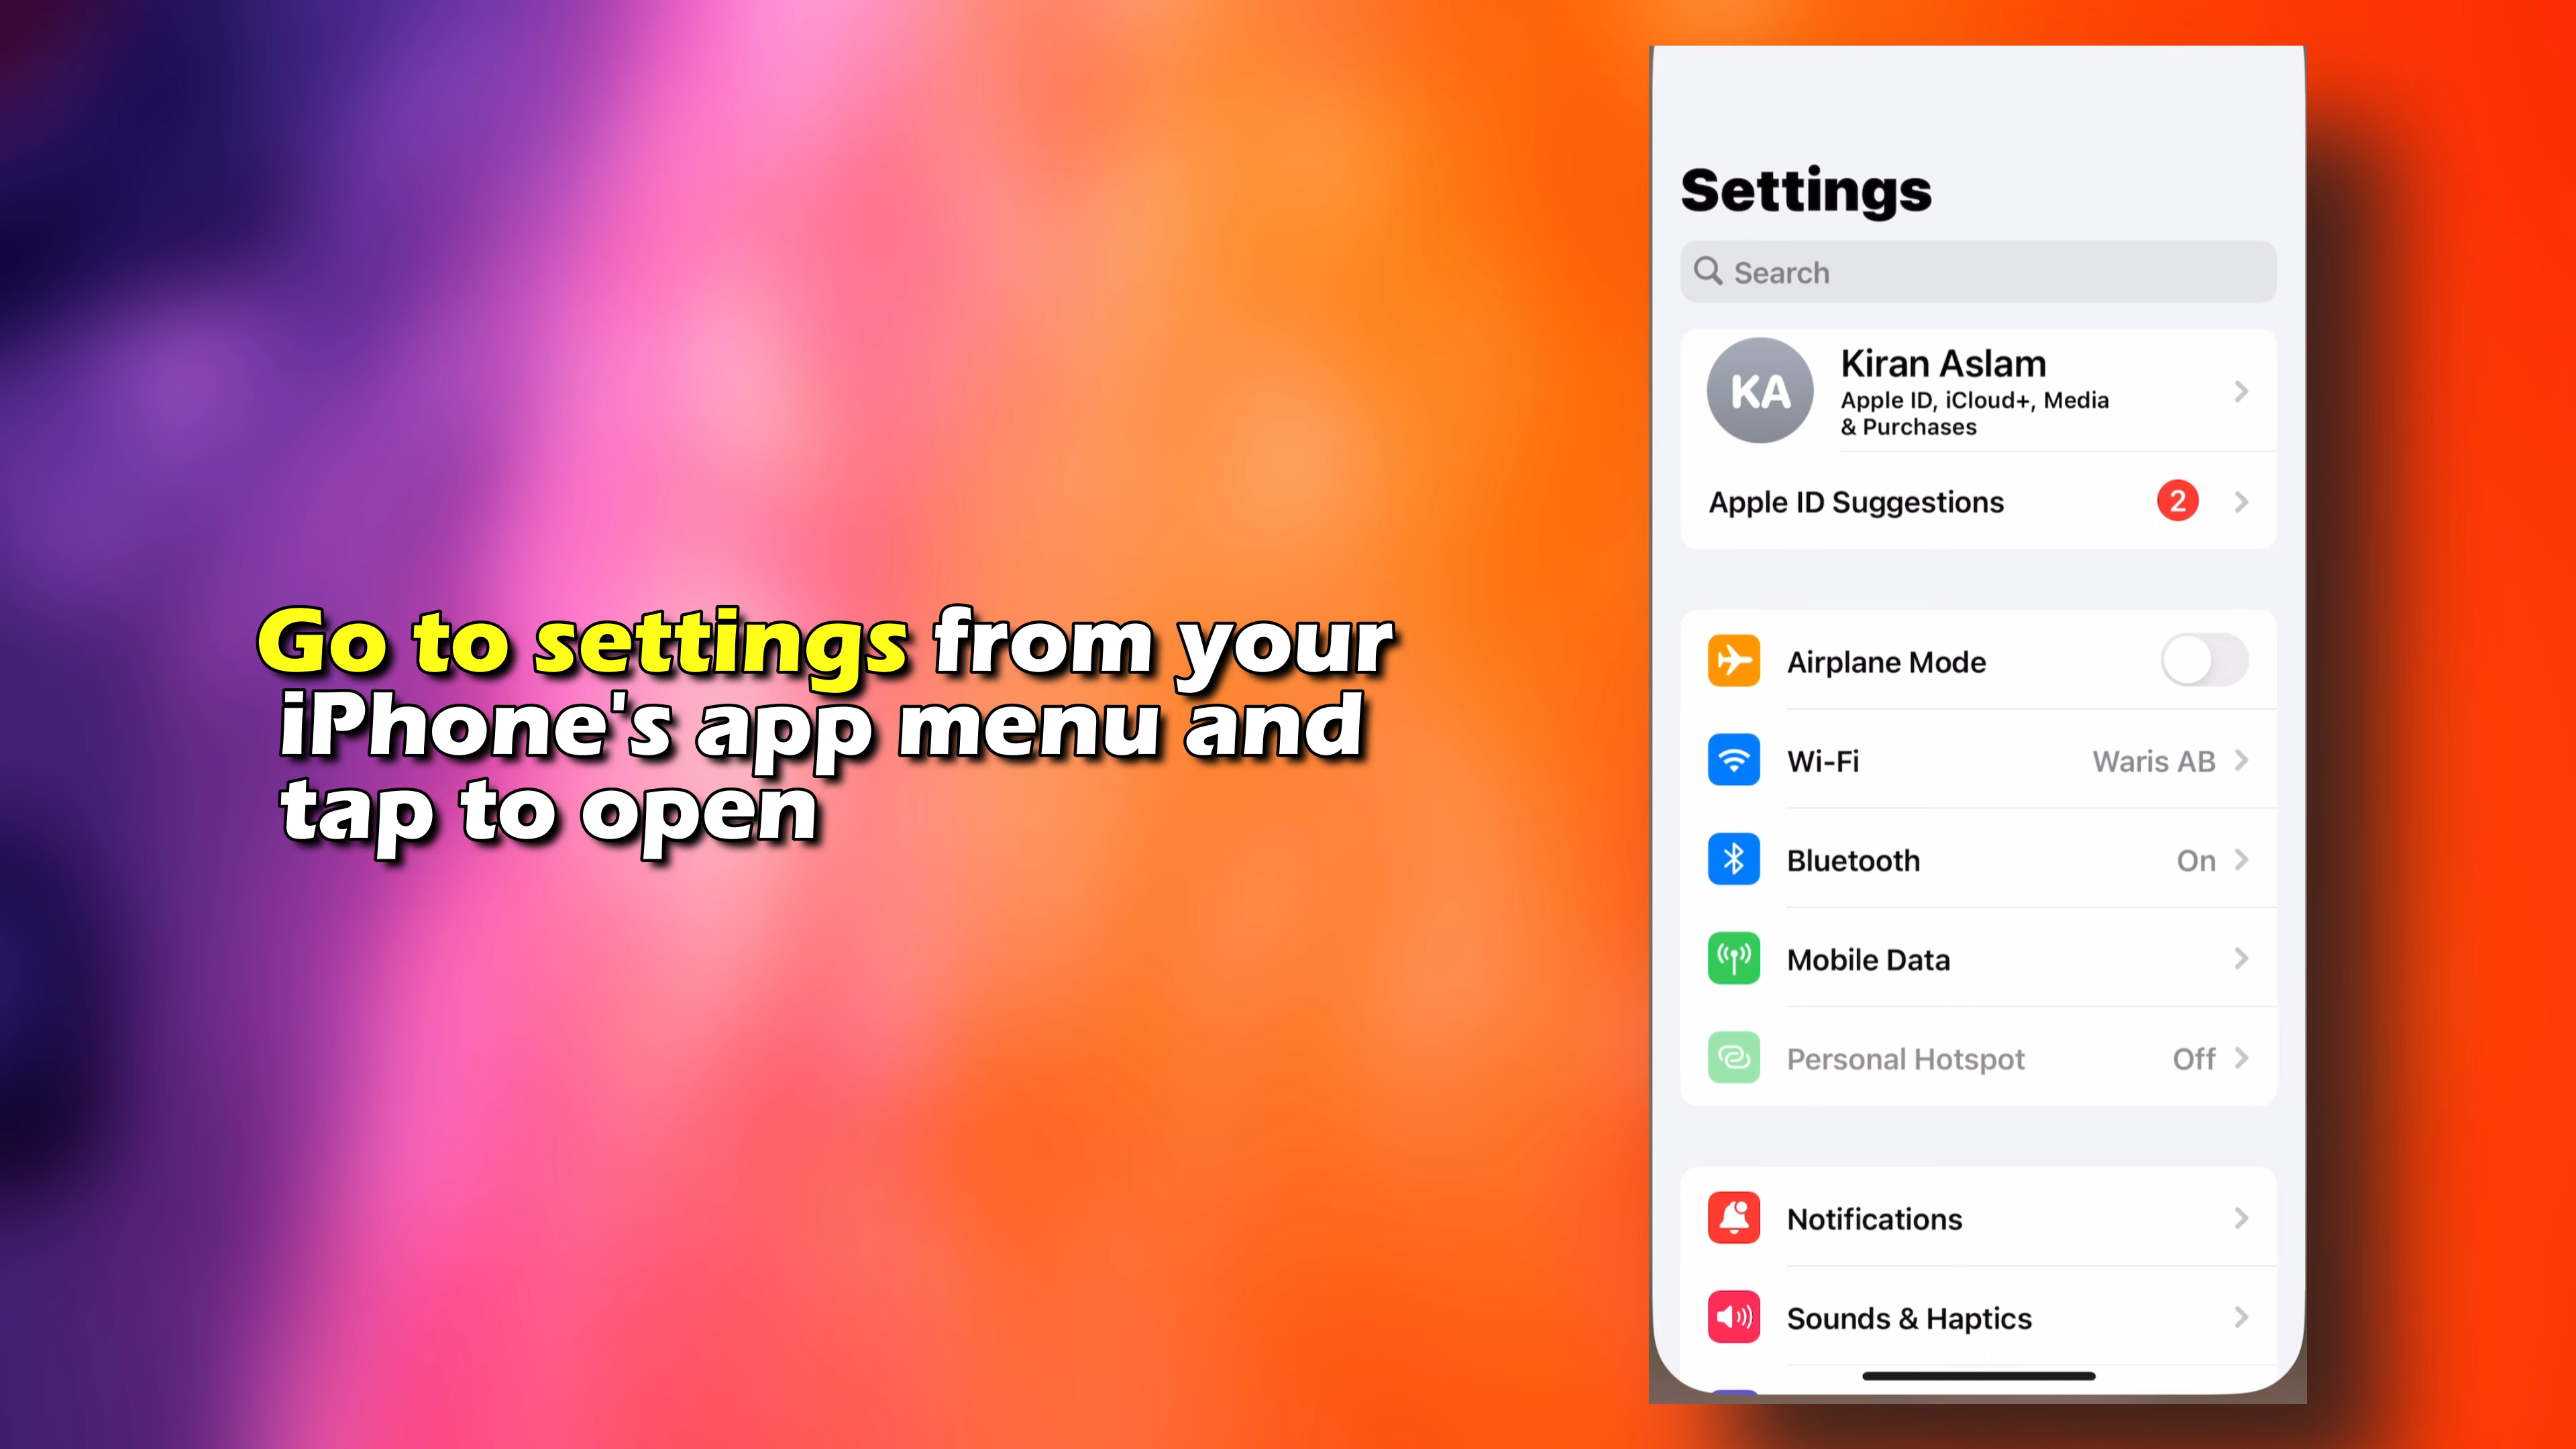 Go to settings from your
iPhone's app menu and
tap to open
Settings
Search
KA
Kiran Aslam
Apple ID, iCloud+, Media
& Purchases
Apple ID Suggestions 2
Airplane Mode
Wi-Fi Waris AB
Bluetooth On
Mobile Data
Personal Hotspot Off
Notifications
Sounds & Haptics